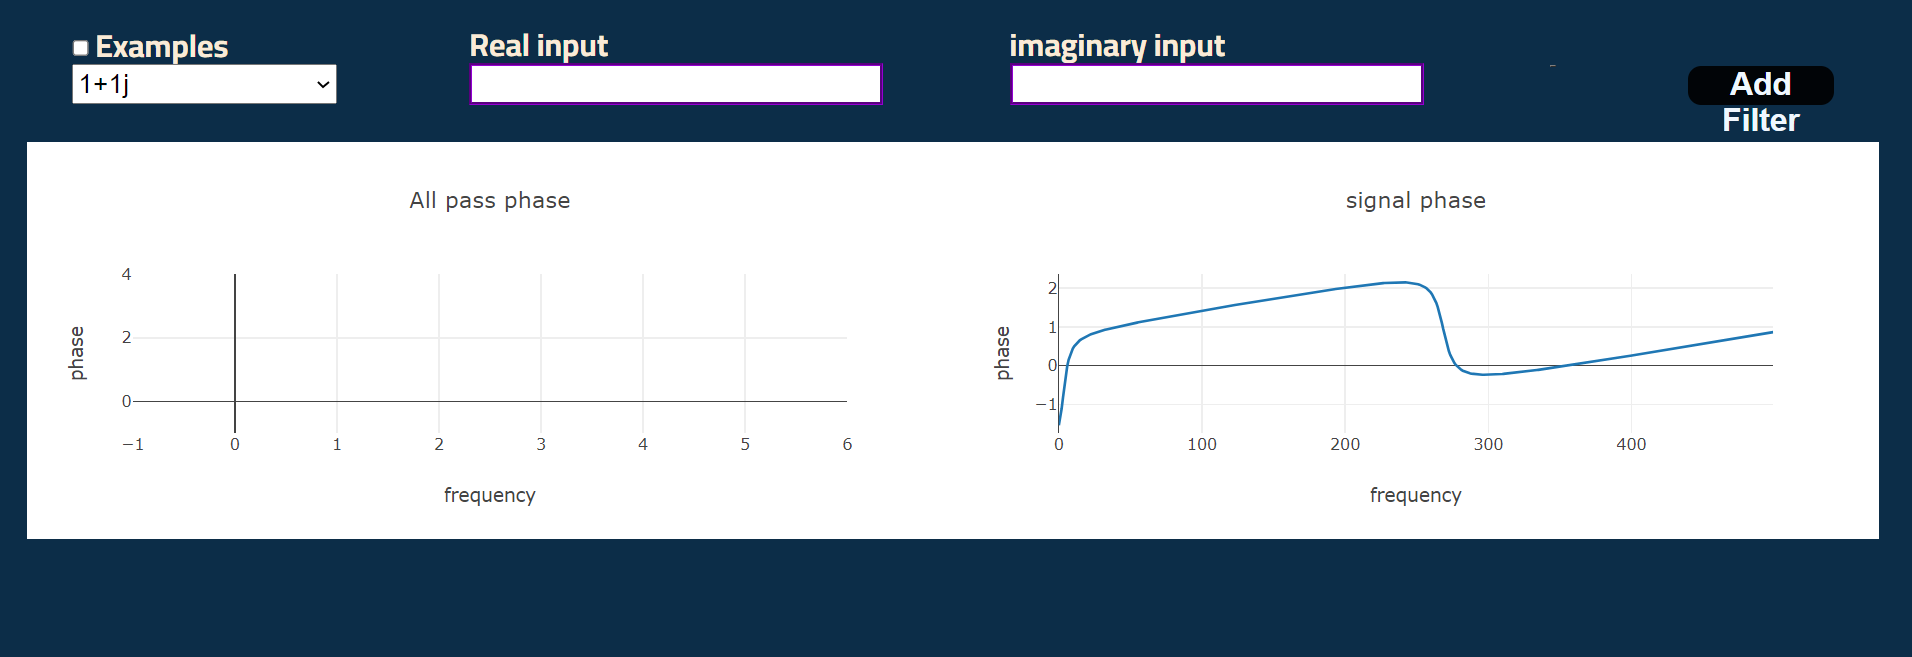 Examples
Real input
imaginary input
1+1j
Add
Filter
All pass phase
4
2
0
phase
−1 0 1 2 3 4 5 6
frequency
signal phase
2
1
0
−1
phase
0 100 200 300 400
frequency